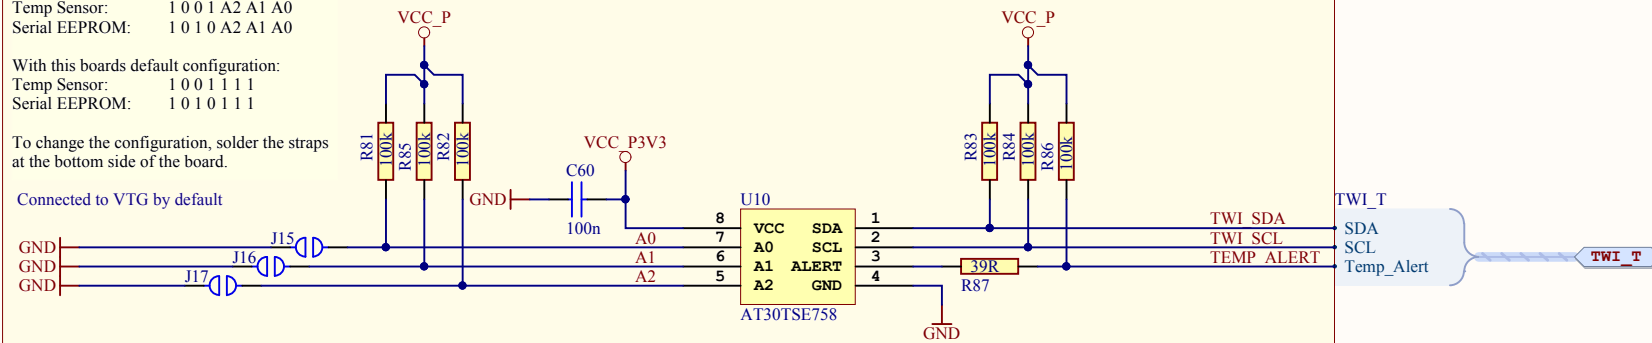 Temp Sensor: 1 0 0 1 A2 A1 A0
Serial EEPROM: 1 0 1 0 A2 A1 A0
With this boards default configuration:
Temp Sensor: 1 0 0 1 1 1 1
Serial EEPROM: 1 0 1 0 1 1 1
To change the configuration, solder the straps
at the bottom side of the board.
Connected to VTG by default
VCC_P
R81
100k
R85
100k
R82
100k
VCC_P3V3
C60
GND
100n
VCC_P
R83
100k
R84
100k
R86
100k
GND
J15
A0
GND
J16
A1
GND
J17
A2
U10
8 VCC SDA 1
7 A0 SCL 2
6 A1 ALERT 3
5 A2 GND 4
AT30TSE758
39R
R87
GND
TWI_SDA
TWI_SCL
TEMP_ALERT
TWI_T
SDA
SCL
Temp_Alert
TWI_T